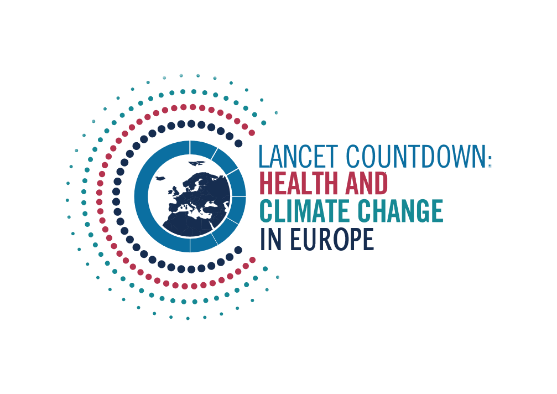 LANCET COUNTDOWN:
HEALTH AND
CLIMATE CHANGE
IN EUROPE